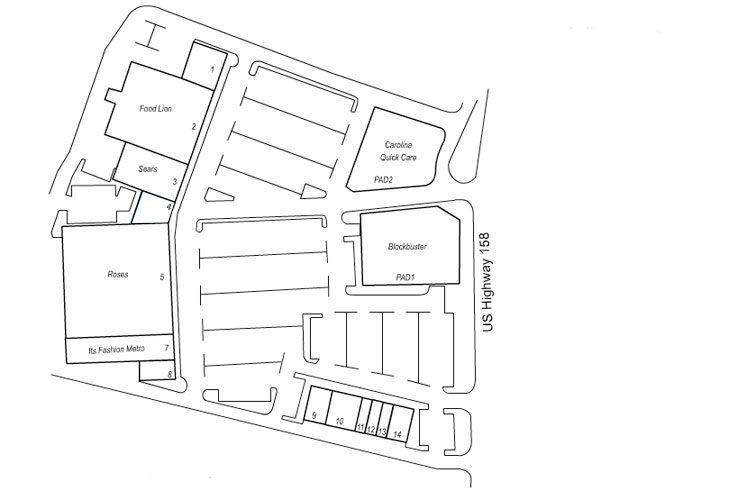 1
Food Lion
2
Carolina
Quick Care
PAD2
Sears
3
4
Blockbuster
PAD1
US Highway 158
Roses
5
Its Fashion Metro
7
8
9
10
11
12
13
14